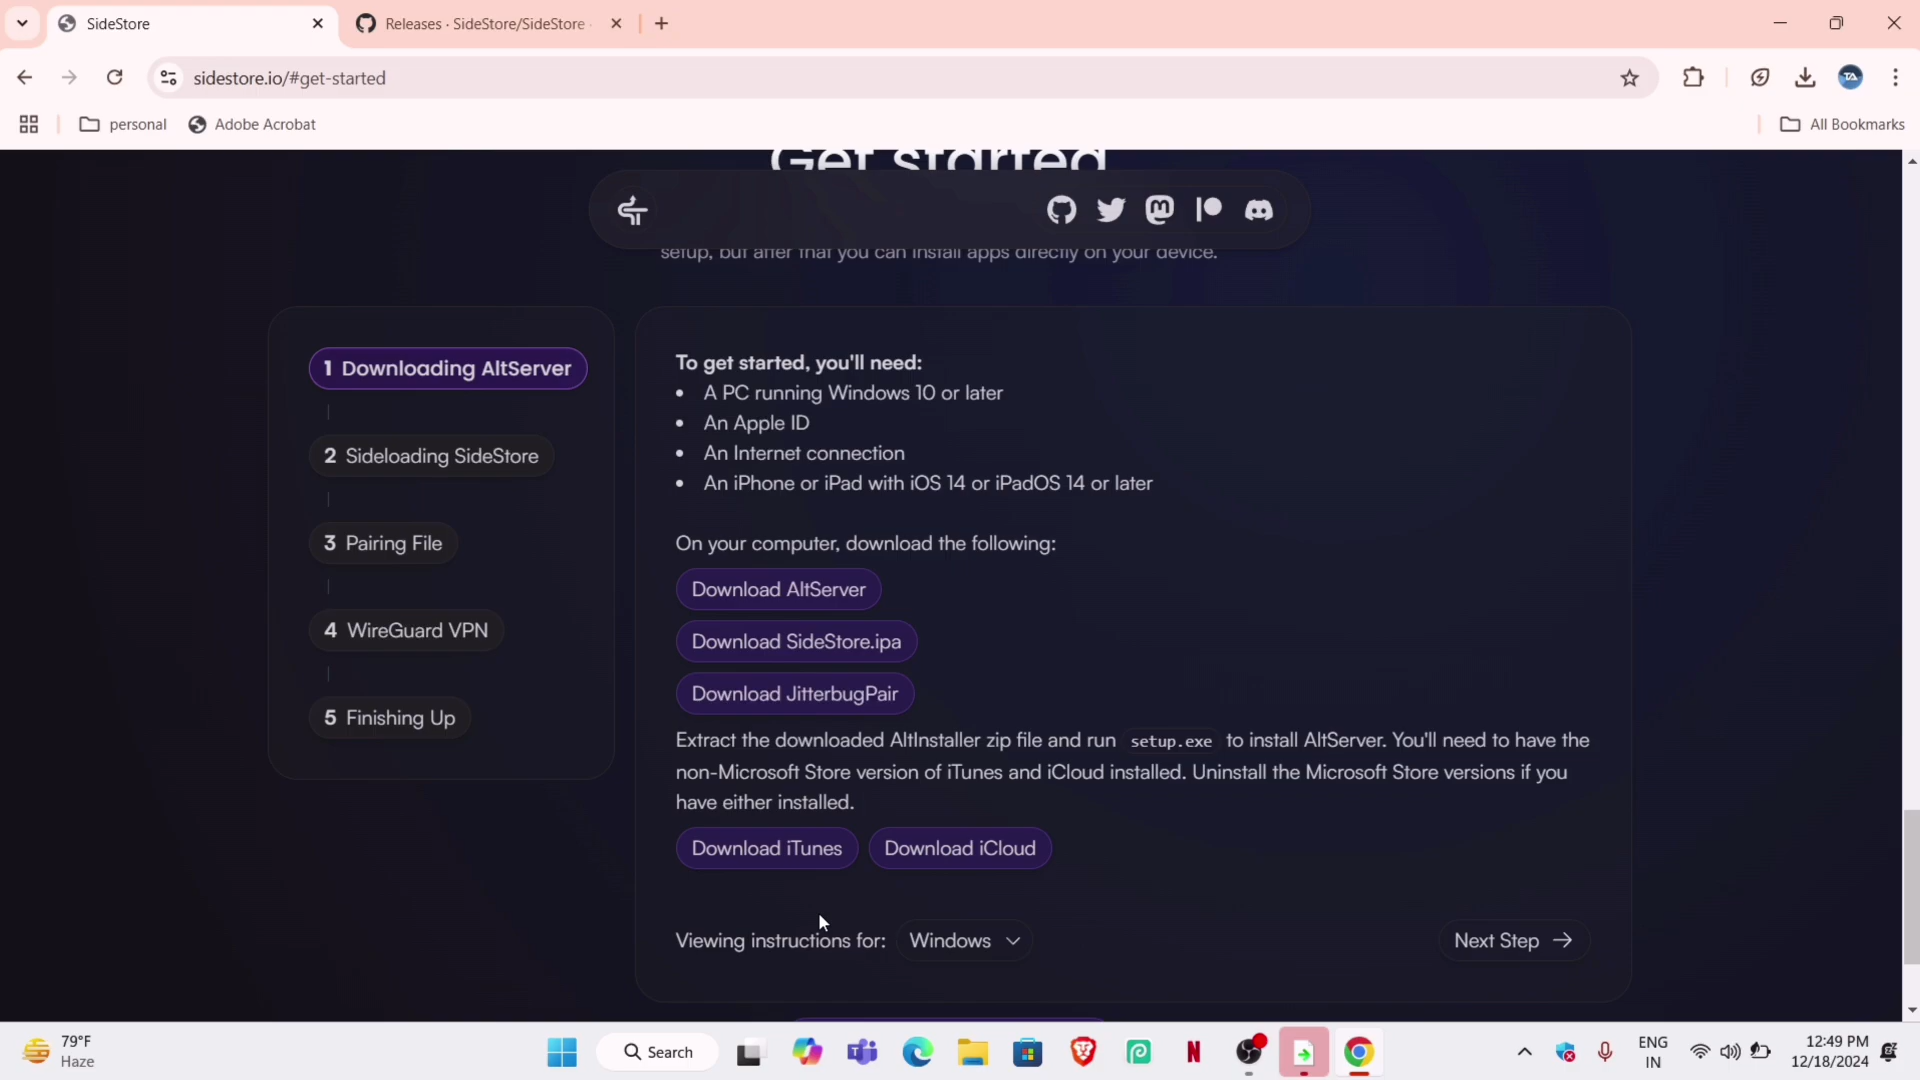 SideStore
Releases · SideStore/SideStore ·
sidestore.io/#get-started
TA
personal
Adobe Acrobat
All Bookmarks
Get started
setup, but after that you can install apps directly on your device.
1 Downloading AltServer
2 Sideloading SideStore
3 Pairing File
4 WireGuard VPN
5 Finishing Up
To get started, you'll need:
• A PC running Windows 10 or later
• An Apple ID
• An Internet connection
• An iPhone or iPad with iOS 14 or iPadOS 14 or later
On your computer, download the following:
Download AltServer
Download SideStore.ipa
Download JitterbugPair
Extract the downloaded AltInstaller zip file and run setup.exe to install AltServer. You'll need to have the
non-Microsoft Store version of iTunes and iCloud installed. Uninstall the Microsoft Store versions if you
have either installed.
Download iTunes Download iCloud
Viewing instructions for: Windows
Next Step →
79°F
Haze
Search
N
ENG
IN
12:49 PM
12/18/2024